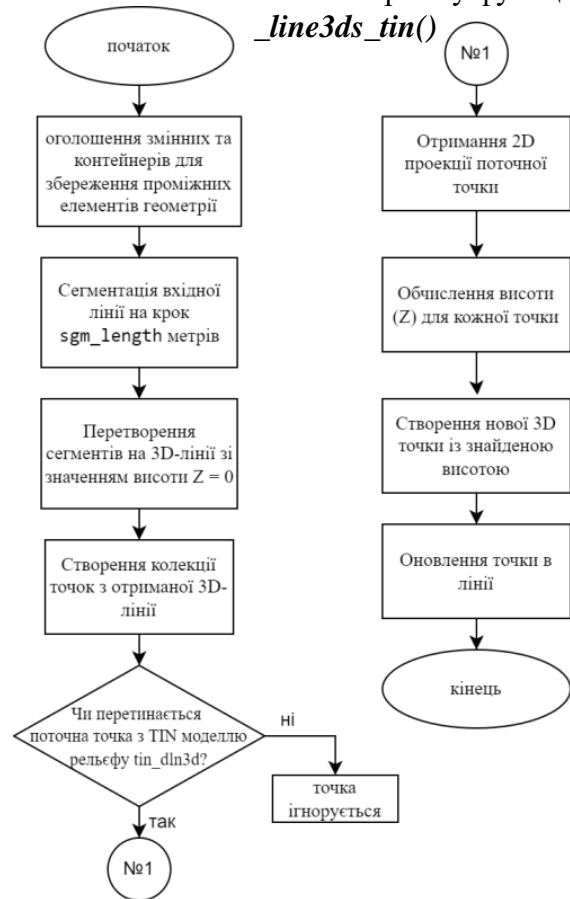 _line3ds_tin()
початок
оголошення змінних та
контейнерів для
збереження проміжних
елементів геометрії
Сегментація вхідної
лінії на крок
sgm_length метрів
Перетворення
сегментів на 3D-лінії зі
значенням висоти Z = 0
Створення колекції
точок з отриманої 3D-
лінії
Чи перетинається
поточна точка з TIN моделлю
рельєфу tin_dln3d?
ні
точка
ігнорується
так
№1
№1
Отримання 2D
проекції поточної
точки
Обчислення висоти
(Z) для кожної точки
Створення нової 3D
точки із знайденою
висотою
Оновлення точки в
лінії
кінець